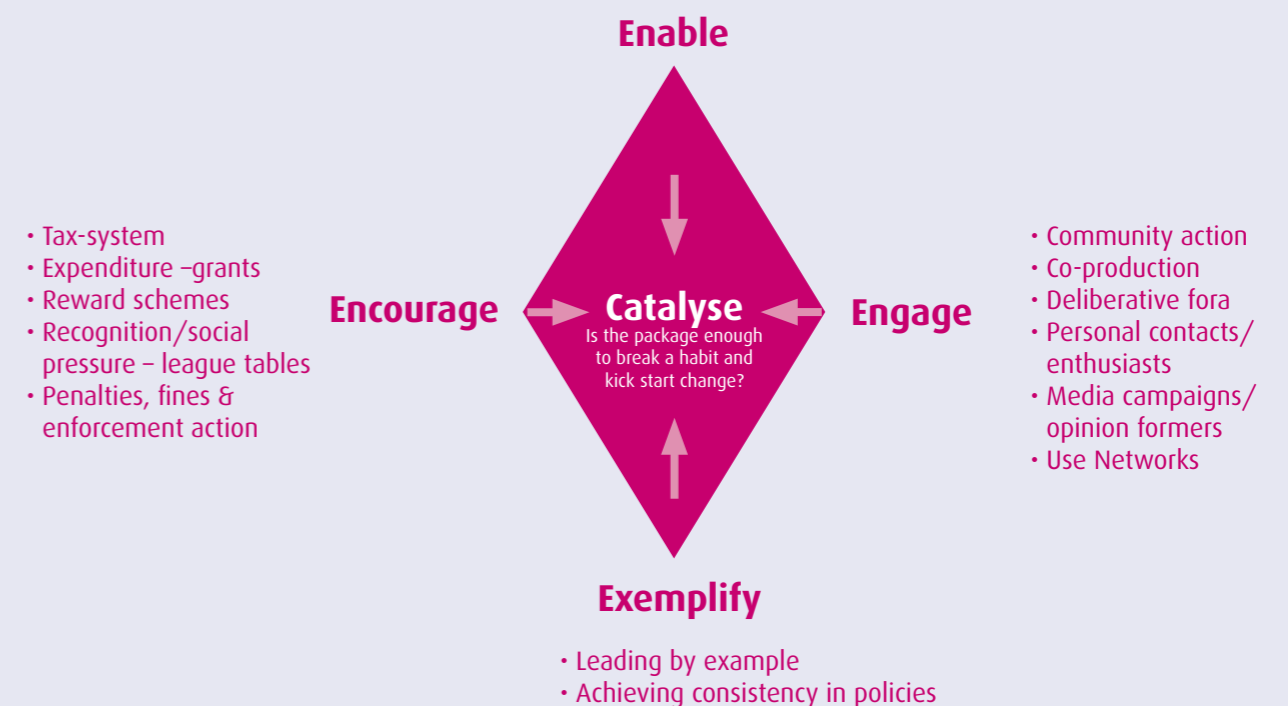 Enable
• Tax-system
• Expenditure –grants
• Reward schemes
• Recognition/social
pressure – league tables
• Penalties, fines &
enforcement action
Encourage
Catalyse
Is the package enough
to break a habit and
kick start change?
Engage
• Community action
• Co-production
• Deliberative fora
• Personal contacts/
enthusiasts
• Media campaigns/
opinion formers
• Use Networks
Exemplify
• Leading by example
• Achieving consistency in policies